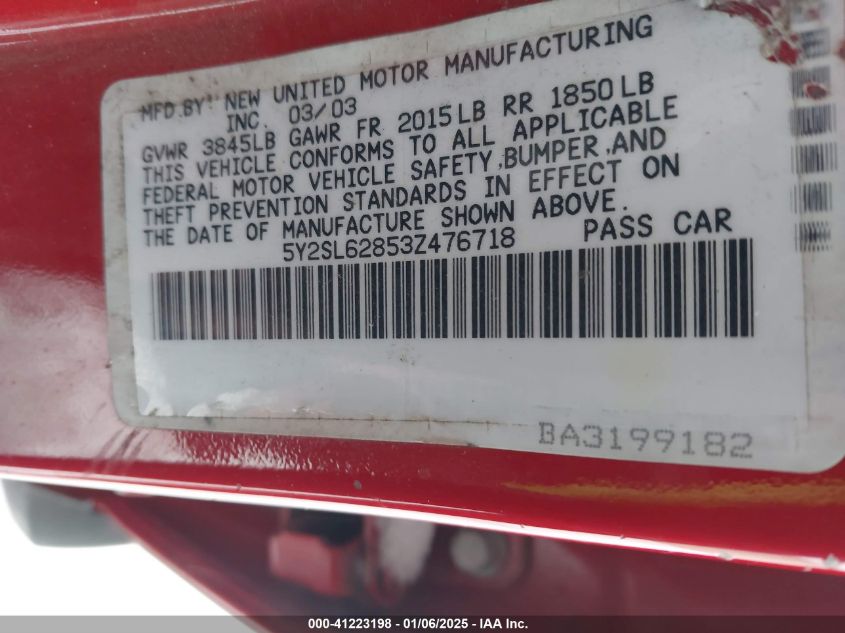 MFD.BY: NEW UNITED MOTOR MANUFACTURING
INC. 03/03
GVWR 3845LB GAWR FR 2015LB RR 1850LB
THIS VEHICLE CONFORMS TO ALL APPLICABLE
FEDERAL MOTOR VEHICLE SAFETY,BUMPER,AND
THEFT PREVENTION STANDARDS IN EFFECT ON
THE DATE OF MANUFACTURE SHOWN ABOVE.
5Y2SL62853Z476718 PASS CAR
BA3199182
000-41223198 - 01/06/2025 - IAA Inc.